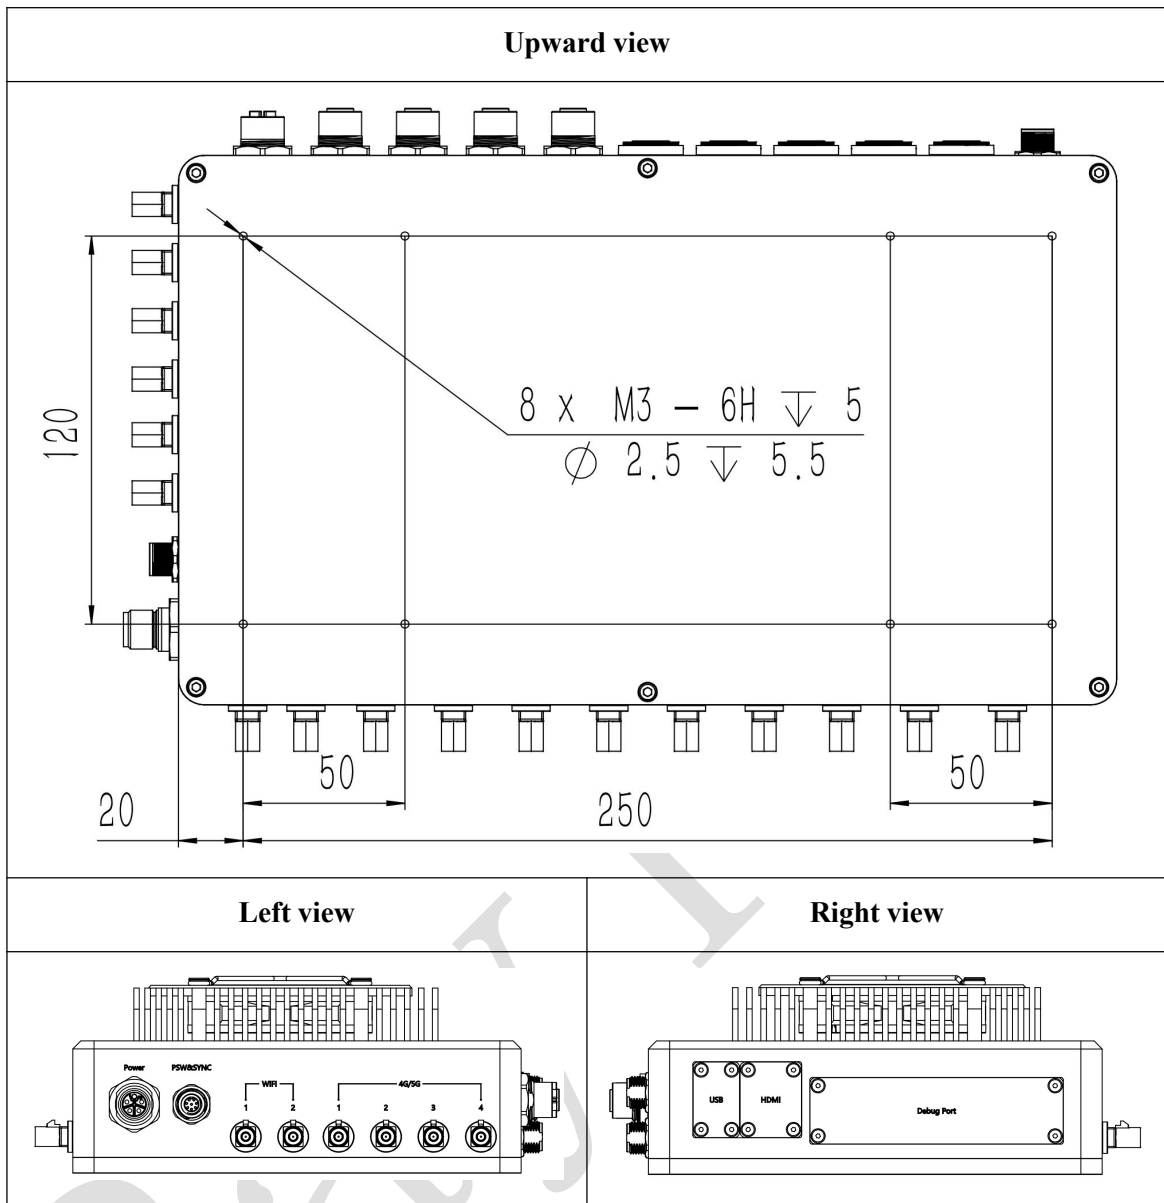 Upward view
120
8 x M3 - 6H ↧ 5
∅ 2.5 ↧ 5.5
50
50
20
250
Left view
Right view
Power
PSW&SYNC
WIFI
4G/5G
1
2
1
2
3
4
USB
HDMI
Debug Port